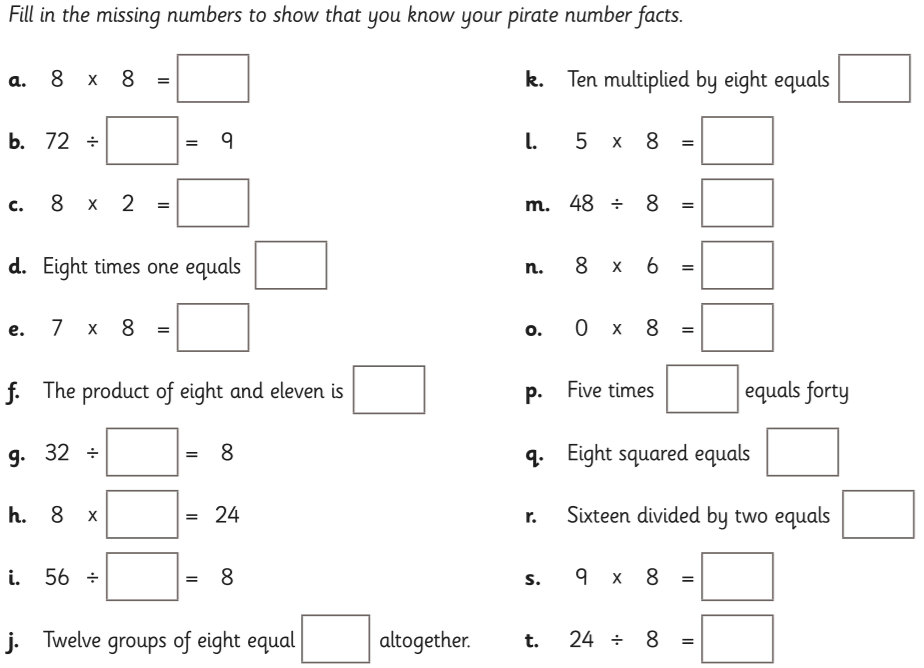 Fill in the missing numbers to show that you know your pirate number facts.
a. 8 x 8 =
b. 72 ÷ = 9
c. 8 x 2 =
d. Eight times one equals
e. 7 x 8 =
f. The product of eight and eleven is
g. 32 ÷ = 8
h. 8 x = 24
i. 56 ÷ = 8
j. Twelve groups of eight equal altogether.
k. Ten multiplied by eight equals
l. 5 x 8 =
m. 48 ÷ 8 =
n. 8 x 6 =
o. 0 x 8 =
p. Five times equals forty
q. Eight squared equals
r. Sixteen divided by two equals
s. 9 x 8 =
t. 24 ÷ 8 =